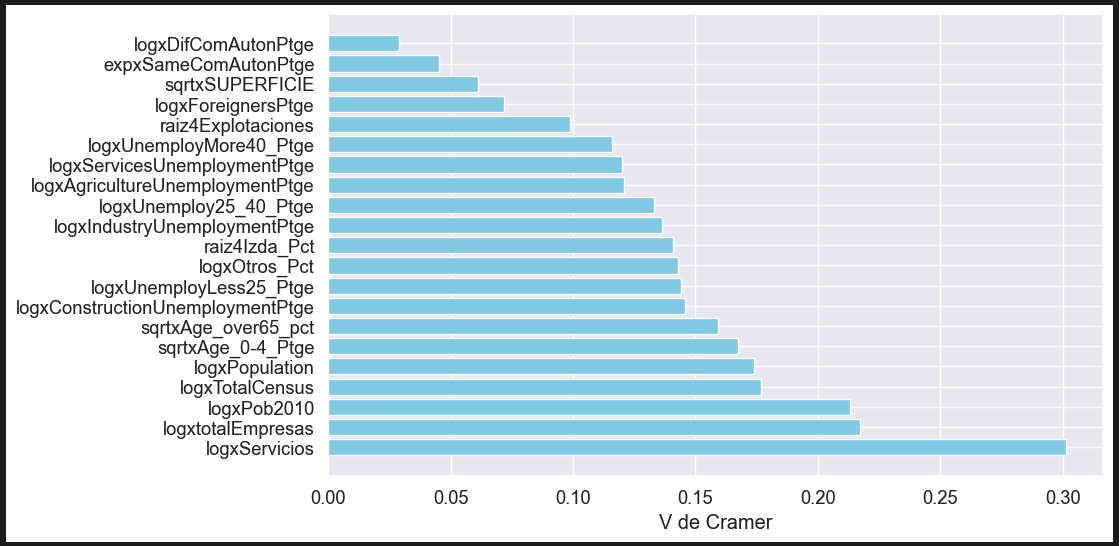 logxDifComAutonPtge
expxSameComAutonPtge
sqrtxSUPERFICIE
logxForeignersPtge
raiz4Explotaciones
logxUnemployMore40_Ptge
logxServicesUnemploymentPtge
logxAgricultureUnemploymentPtge
logxUnemploy25_40_Ptge
logxIndustryUnemploymentPtge
raiz4Izda_Pct
logxOtros_Pct
logxUnemployLess25_Ptge
logxConstructionUnemploymentPtge
sqrtxAge_over65_pct
sqrtxAge_0-4_Ptge
logxPopulation
logxTotalCensus
logxPob2010
logxtotalEmpresas
logxServicios
0.00 0.05 0.10 0.15 0.20 0.25 0.30
V de Cramer